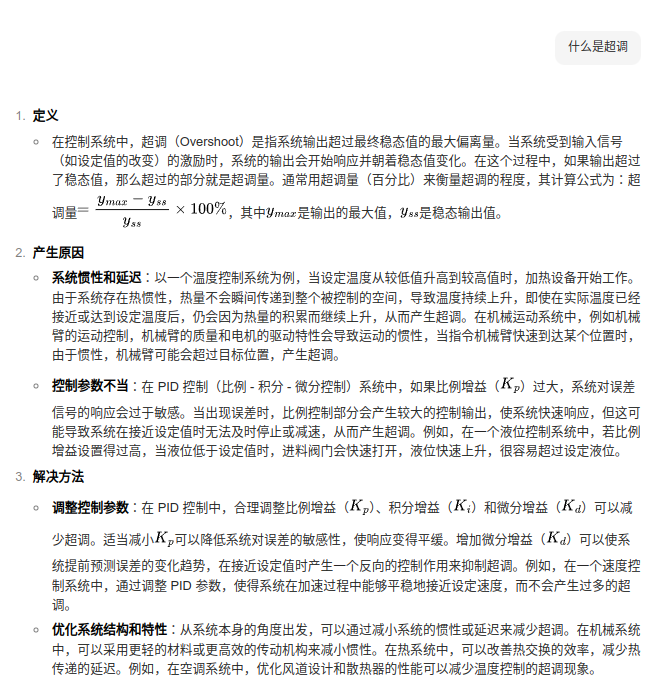 什么是超调
1. 定义
○ 在控制系统中，超调（Overshoot）是指系统输出超过最终稳态值的最大偏离量。当系统受到输入信号
（如设定值的改变）的激励时，系统的输出会开始响应并朝着稳态值变化。在这个过程中，如果输出超过
了稳态值，那么超过的部分就是超调量。通常用超调量（百分比）来衡量超调的程度，其计算公式为：超
调量= (y_max − y_ss) / y_ss × 100%，其中y_max是输出的最大值，y_ss是稳态输出值。
2. 产生原因
○ 系统惯性和延迟：以一个温度控制系统为例，当设定温度从较低值升高到较高值时，加热设备开始工作。
由于系统存在热惯性，热量不会瞬间传递到整个被控制的空间，导致温度持续上升，即使在实际温度已经
接近或达到设定温度后，仍会因为热量的积累而继续上升，从而产生超调。在机械运动系统中，例如机械
臂的运动控制，机械臂的质量和电机的驱动特性会导致运动的惯性，当指令机械臂快速到达某个位置时，
由于惯性，机械臂可能会超过目标位置，产生超调。
○ 控制参数不当：在 PID 控制（比例 - 积分 - 微分控制）系统中，如果比例增益（K_p）过大，系统对误差
信号的响应会过于敏感。当出现误差时，比例控制部分会产生较大的控制输出，使系统快速响应，但这可
能导致系统在接近设定值时无法及时停止或减速，从而产生超调。例如，在一个液位控制系统中，若比例
增益设置得过高，当液位低于设定值时，进料阀门会快速打开，液位快速上升，很容易超过设定液位。
3. 解决方法
○ 调整控制参数：在 PID 控制中，合理调整比例增益（K_p）、积分增益（K_i）和微分增益（K_d）可以减
少超调。适当减小K_p可以降低系统对误差的敏感性，使响应变得平缓。增加微分增益（K_d）可以使系
统提前预测误差的变化趋势，在接近设定值时产生一个反向的控制作用来抑制超调。例如，在一个速度控
制系统中，通过调整 PID 参数，使得系统在加速过程中能够平稳地接近设定速度，而不会产生过多的超
调。
○ 优化系统结构和特性：从系统本身的角度出发，可以通过减小系统的惯性或延迟来减少超调。在机械系统
中，可以采用更轻的材料或更高效的传动机构来减小惯性。在热系统中，可以改善热交换的效率，减少热
传递的延迟。例如，在空调系统中，优化风道设计和散热器的性能可以减少温度控制的超调现象。